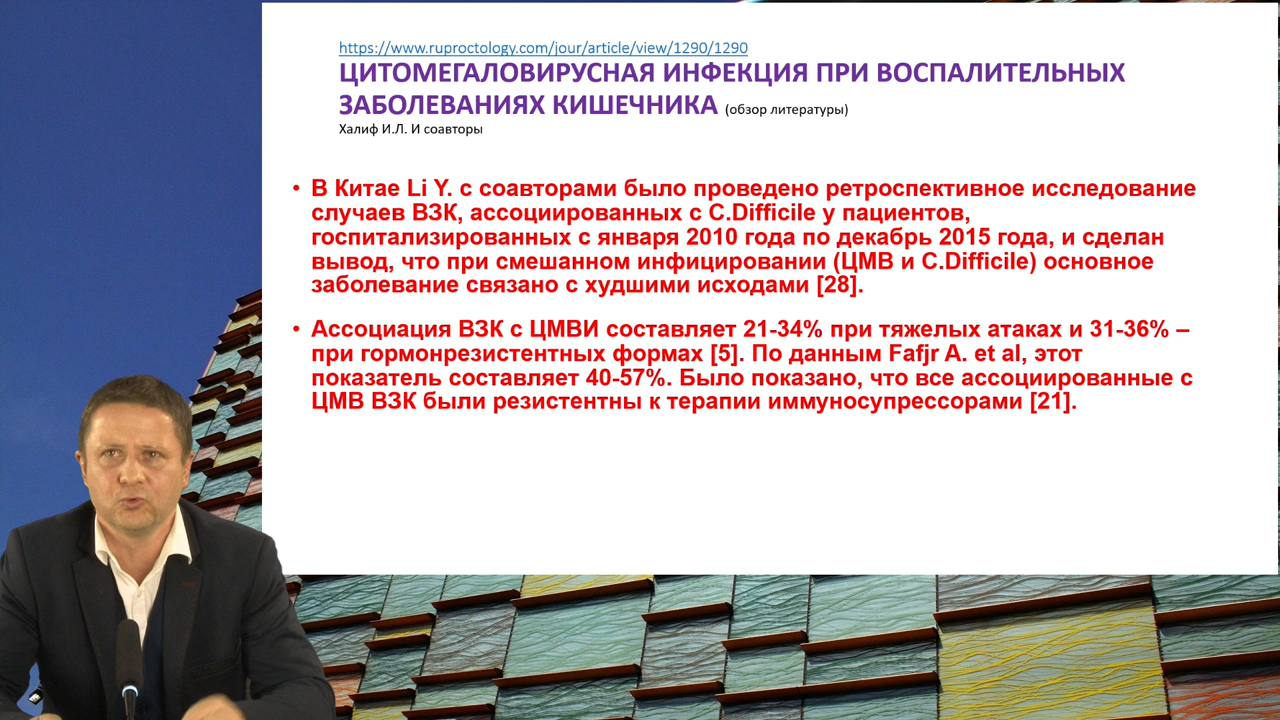 https://www.ruproctology.com/jour/article/view/1290/1290
ЦИТОМЕГАЛОВИРУСНАЯ ИНФЕКЦИЯ ПРИ ВОСПАЛИТЕЛЬНЫХ
ЗАБОЛЕВАНИЯХ КИШЕЧНИКА (обзор литературы)
Халиф И.Л. И соавторы
• В Китае Li Y. с соавторами было проведено ретроспективное исследование
случаев ВЗК, ассоциированных с C.Difficile у пациентов,
госпитализированных с января 2010 года по декабрь 2015 года, и сделан
вывод, что при смешанном инфицировании (ЦМВ и C.Difficile) основное
заболевание связано с худшими исходами [28].
• Ассоциация ВЗК с ЦМВИ составляет 21-34% при тяжелых атаках и 31-36% –
при гормонрезистентных формах [5]. По данным Fafjr A. et al, этот
показатель составляет 40-57%. Было показано, что все ассоциированные с
ЦМВ ВЗК были резистентны к терапии иммуносупрессорами [21].